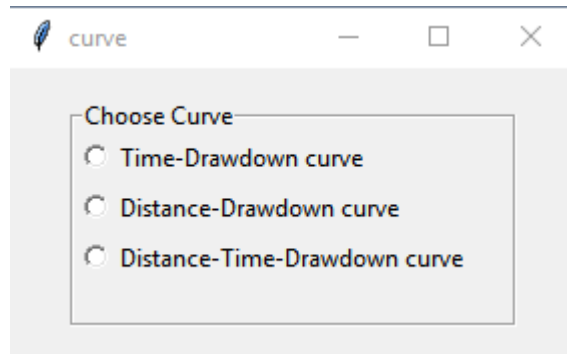 curve
Choose Curve
Time-Drawdown curve
Distance-Drawdown curve
Distance-Time-Drawdown curve